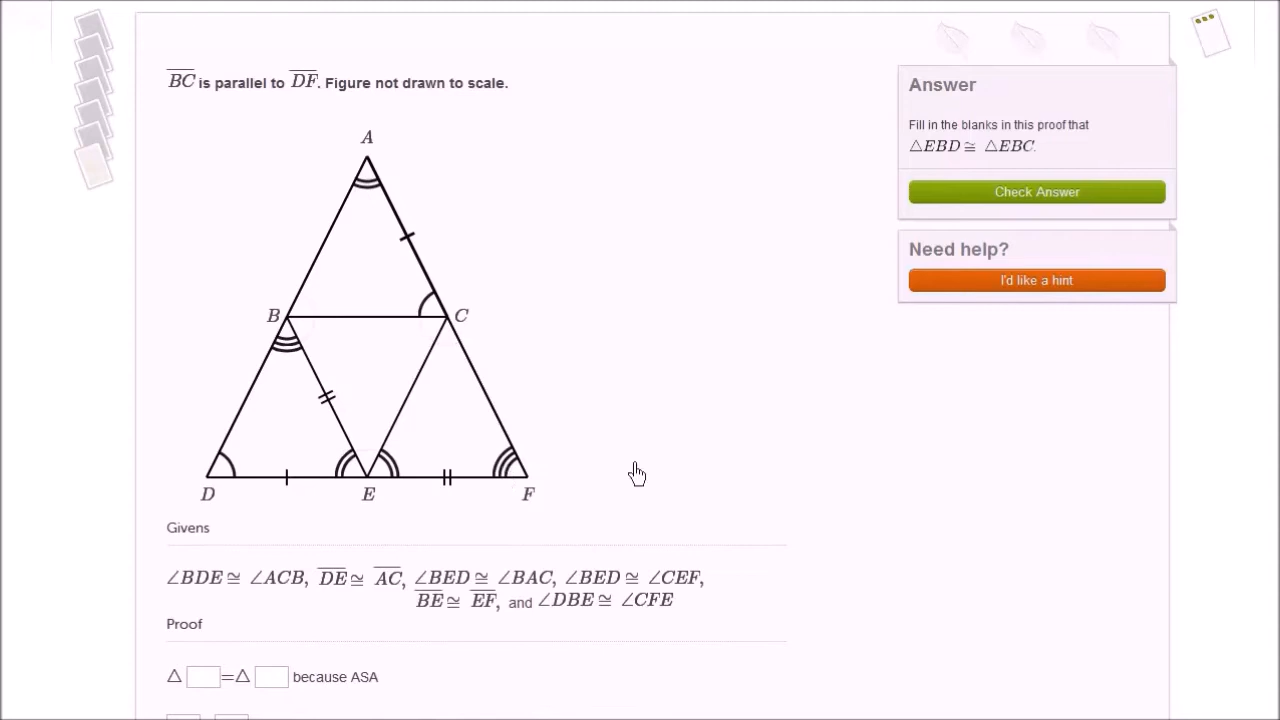 BC is parallel to DF. Figure not drawn to scale.
Answer
Fill in the blanks in this proof that
△EBD ≅ △EBC.
Check Answer
Need help?
I'd like a hint
A
B
C
D
E
F
Givens
∠BDE ≅ ∠ACB, DE ≅ AC, ∠BED ≅ ∠BAC, ∠BED ≅ ∠CEF,
BE ≅ EF, and ∠DBE ≅ ∠CFE
Proof
△ = △ because ASA